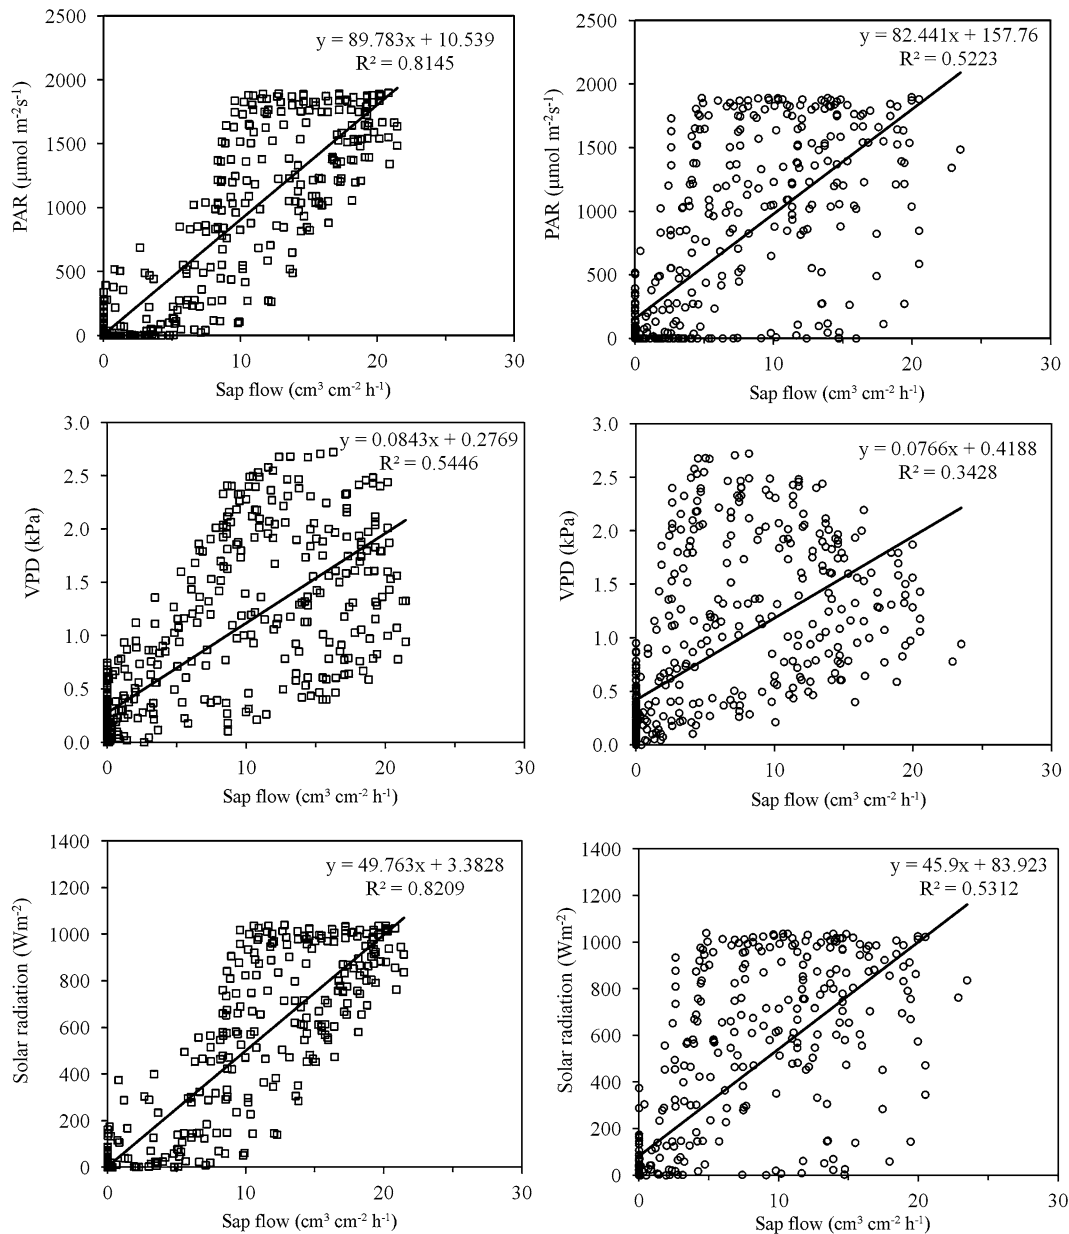 2500
2000
1500
1000
500
0
PAR (µmol m⁻²s⁻¹)
y = 89.783x + 10.539
R² = 0.8145
0 10 20 30
Sap flow (cm³ cm⁻² h⁻¹)
2500
2000
1500
1000
500
0
PAR (µmol m⁻²s⁻¹)
y = 82.441x + 157.76
R² = 0.5223
0 10 20 30
Sap flow (cm³ cm⁻² h⁻¹)
3.0
2.5
2.0
1.5
1.0
0.5
0.0
VPD (kPa)
y = 0.0843x + 0.2769
R² = 0.5446
0 10 20 30
Sap flow (cm³ cm⁻² h⁻¹)
3.0
2.5
2.0
1.5
1.0
0.5
0.0
VPD (kPa)
y = 0.0766x + 0.4188
R² = 0.3428
0 10 20 30
Sap flow (cm³ cm⁻² h⁻¹)
1400
1200
1000
800
600
400
200
0
Solar radiation (Wm⁻²)
y = 49.763x + 3.3828
R² = 0.8209
0 10 20 30
Sap flow (cm³ cm⁻² h⁻¹)
1400
1200
1000
800
600
400
200
0
Solar radiation (Wm⁻²)
y = 45.9x + 83.923
R² = 0.5312
0 10 20 30
Sap flow (cm³ cm⁻² h⁻¹)